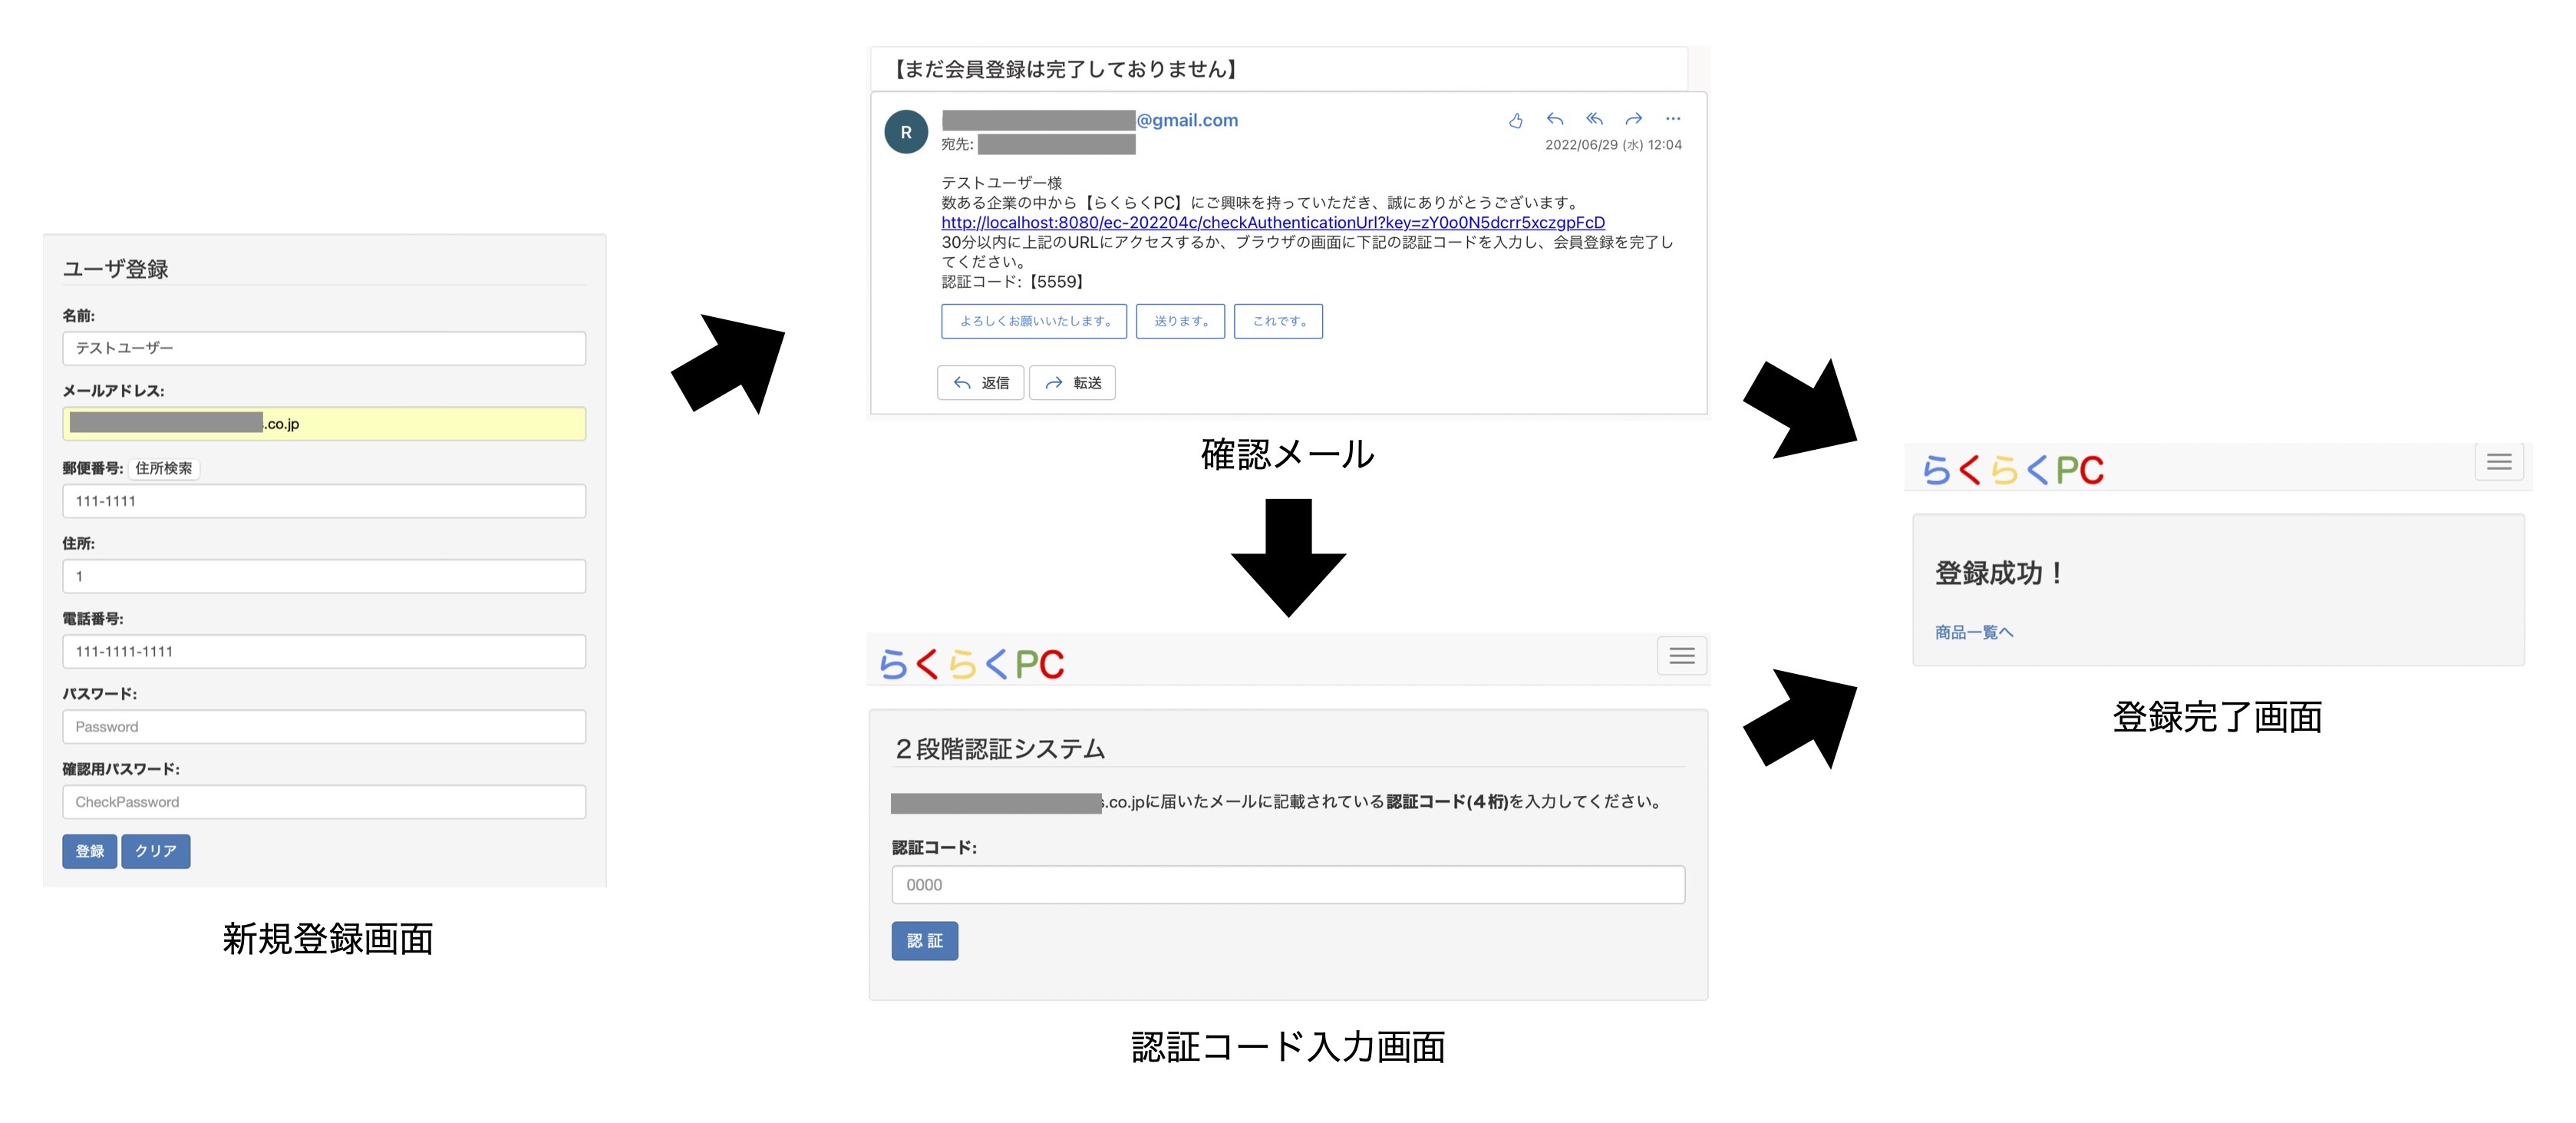 ユーザ登録
名前:
テストユーザー
メールアドレス:
.co.jp
郵便番号: 住所検索
111-1111
住所:
1
電話番号:
111-1111-1111
パスワード:
Password
確認用パスワード:
CheckPassword
登録 クリア
新規登録画面
【まだ会員登録は完了しておりません】
R
@gmail.com
宛先:
2022/06/29 (水) 12:04
テストユーザー様
数ある企業の中から【らくらくPC】にご興味を持っていただき、誠にありがとうございます。
http://localhost:8080/ec-202204c/checkAuthenticationUrl?key=zY0o0N5dcrr5xczgpFcD
30分以内に上記のURLにアクセスするか、ブラウザの画面に下記の認証コードを入力し、会員登録を完了し
てください。
認証コード:【5559】
よろしくお願いいたします。 送ります。 これです。
返信 転送
確認メール
らくらくPC
２段階認証システム
s.co.jpに届いたメールに記載されている認証コード(４桁)を入力してください。
認証コード:
0000
認 証
認証コード入力画面
らくらくPC
登録成功！
商品一覧へ
登録完了画面